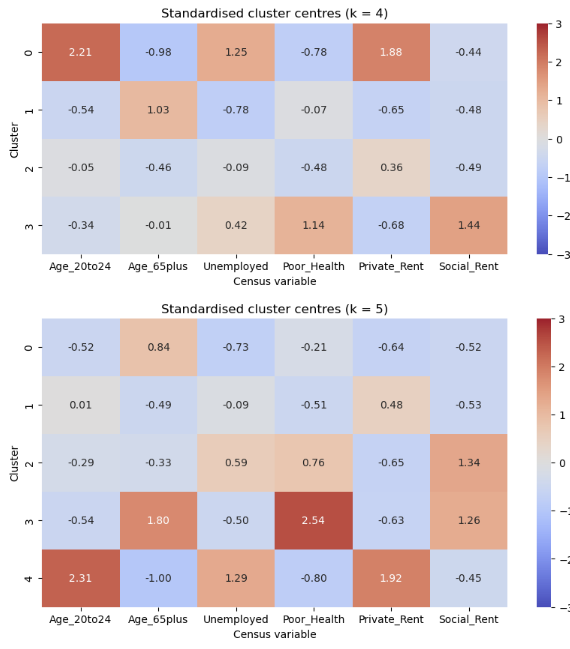 Standardised cluster centres (k = 4)
0 2.21 -0.98 1.25 -0.78 1.88 -0.44
1 -0.54 1.03 -0.78 -0.07 -0.65 -0.48
2 -0.05 -0.46 -0.09 -0.48 0.36 -0.49
3 -0.34 -0.01 0.42 1.14 -0.68 1.44
Cluster
Age_20to24 Age_65plus Unemployed Poor_Health Private_Rent Social_Rent
Census variable
3
2
1
0
-1
-2
-3
Standardised cluster centres (k = 5)
0 -0.52 0.84 -0.73 -0.21 -0.64 -0.52
1 0.01 -0.49 -0.09 -0.51 0.48 -0.53
2 -0.29 -0.33 0.59 0.76 -0.65 1.34
3 -0.54 1.80 -0.50 2.54 -0.63 1.26
4 2.31 -1.00 1.29 -0.80 1.92 -0.45
Cluster
Age_20to24 Age_65plus Unemployed Poor_Health Private_Rent Social_Rent
Census variable
3
2
1
0
-1
-2
-3